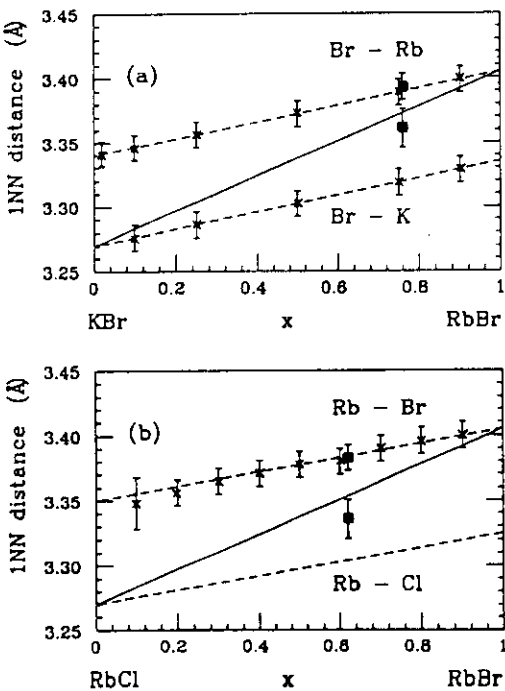 1NN distance (Å)
3.45
3.40
3.35
3.30
3.25
(a)
Br – Rb
Br – K
0
0.2
0.4
0.6
0.8
1
KBr
x
RbBr
1NN distance (Å)
3.45
3.40
3.35
3.30
3.25
(b)
Rb – Br
Rb – Cl
0
0.2
0.4
0.6
0.8
1
RbCl
x
RbBr